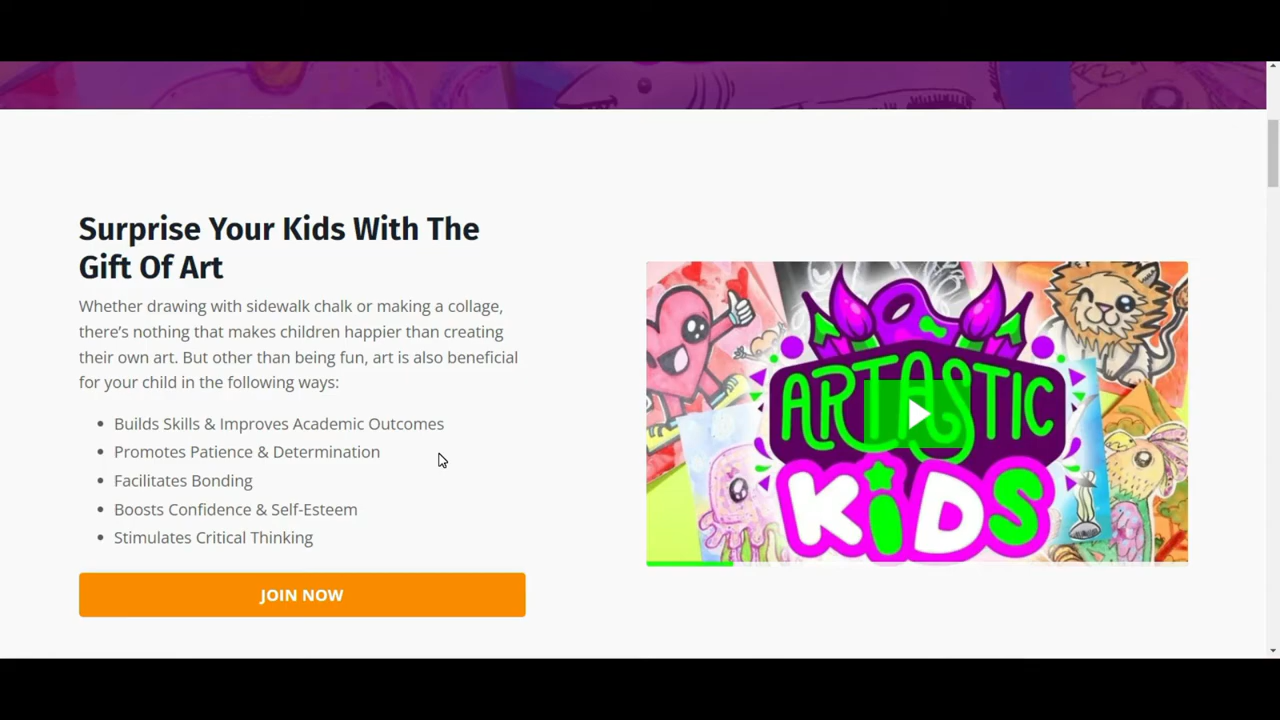 Surprise Your Kids With The
Gift Of Art
Whether drawing with sidewalk chalk or making a collage,
there's nothing that makes children happier than creating
their own art. But other than being fun, art is also beneficial
for your child in the following ways:
Builds Skills & Improves Academic Outcomes
Promotes Patience & Determination
Facilitates Bonding
Boosts Confidence & Self-Esteem
Stimulates Critical Thinking
JOIN NOW
ARTASTIC
KiDS